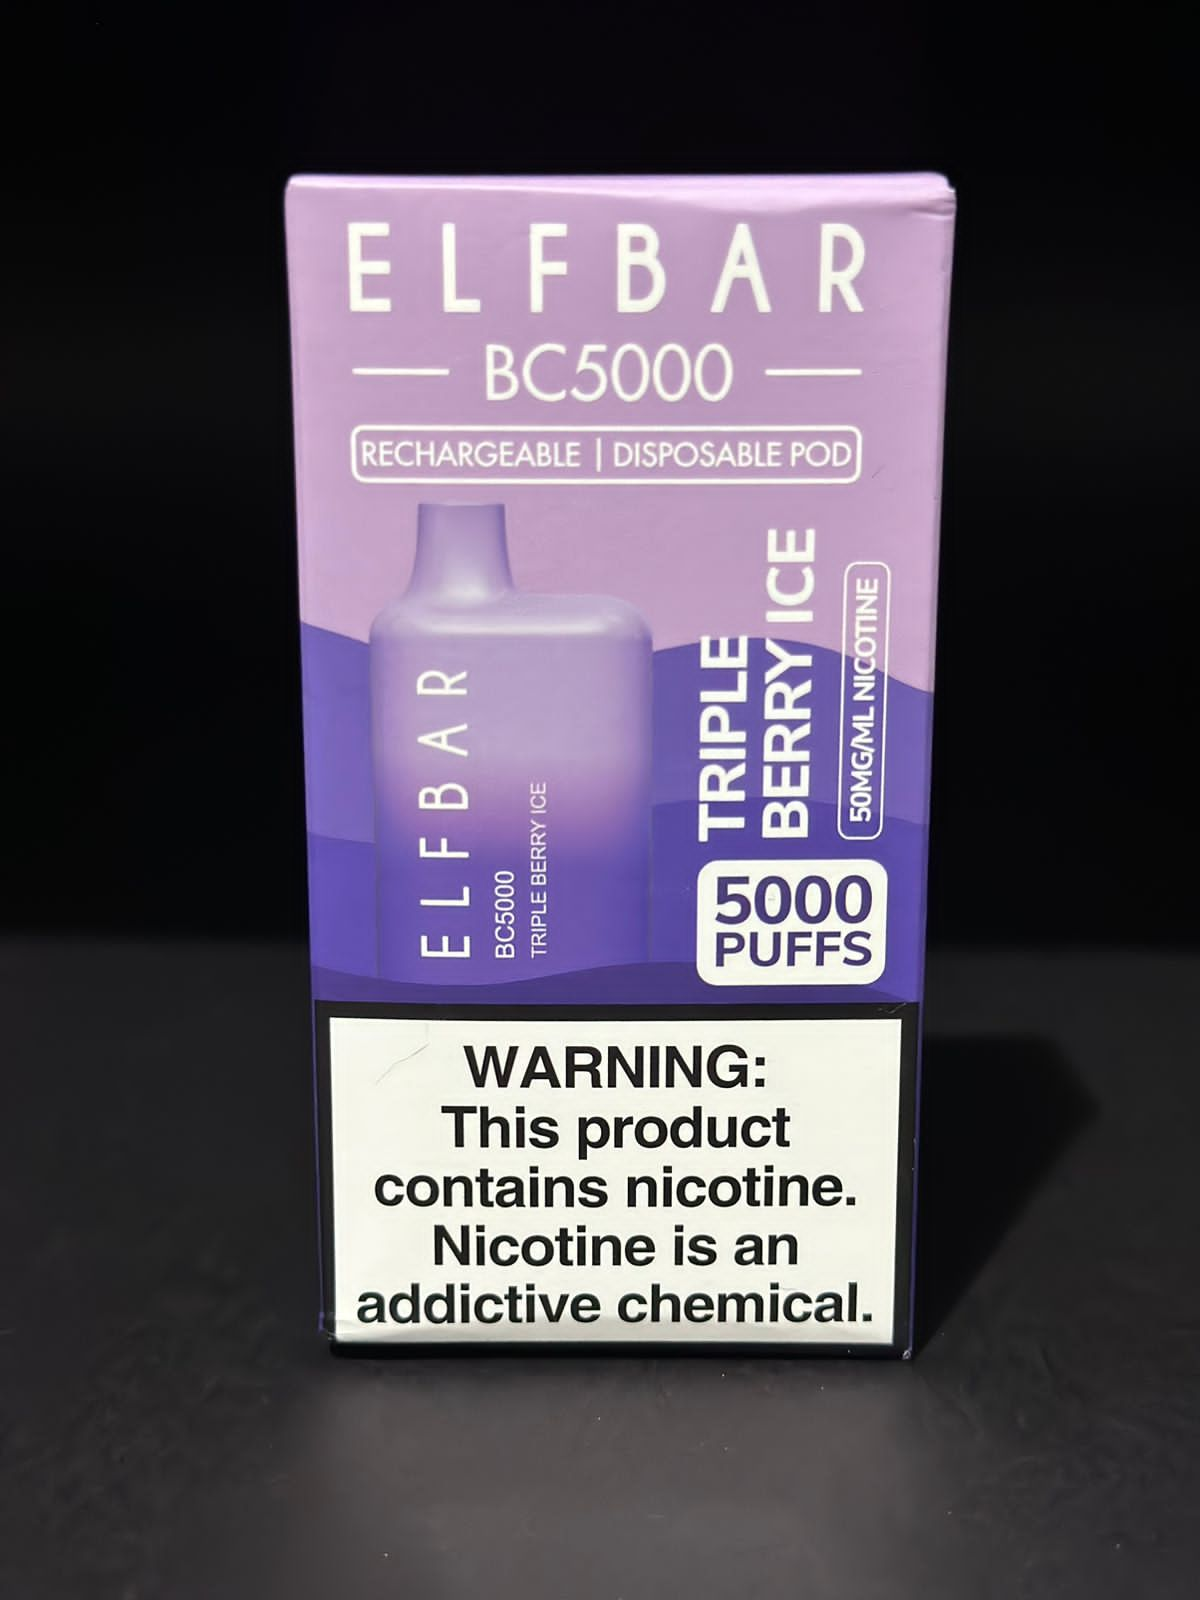 ELFBAR
BC5000
RECHARGEABLE | DISPOSABLE POD
ELFBAR
BC5000
TRIPLE BERRY ICE
TRIPLE
BERRY ICE
50MG/ML NICOTINE
5000
PUFFS
WARNING:
This product
contains nicotine.
Nicotine is an
addictive chemical.